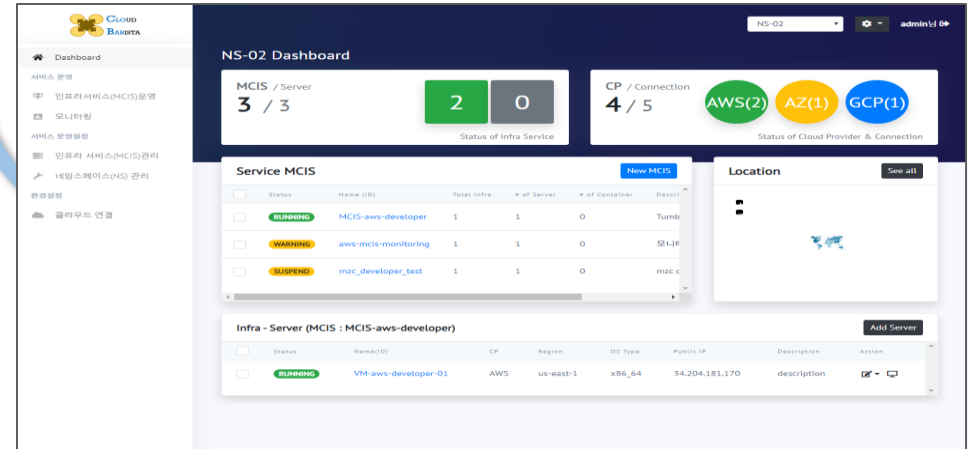 CLOUD
BARISTA
NS-02
admin님
Dashboard
서비스 운영
인프라서비스(MCIS)운영
모니터링
서비스 운영설정
인프라 서비스(MCIS)관리
네임스페이스(NS) 관리
환경설정
클라우드 연결
NS-02 Dashboard
MCIS / Server
3 / 3
2
0
Status of Infra Service
CP / Connection
4 / 5
AWS(2)
AZ(1)
GCP(1)
Status of Cloud Provider & Connection
Service MCIS
New MCIS
Status Name (ID) Total Infra # of Server # of Container Descri
RUNNING MCIS-aws-developer 1 1 0 Tumb
WARNING aws-mcis-monitoring 1 1 0 모니터
SUSPEND mzc_developer_test 1 1 0 mzc
Location
See all
Infra - Server (MCIS : MCIS-aws-developer)
Add Server
Status Name(ID) CP Region OS Type Public IP Description Action
RUNNING VM-aws-developer-01 AWS us-east-1 x86_64 34.204.181.170 description